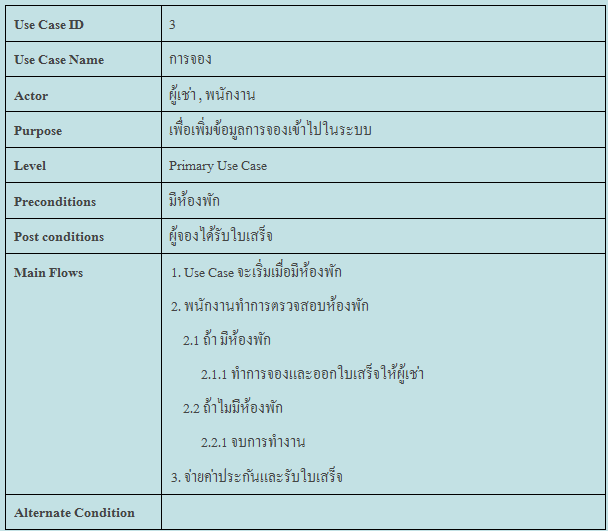 Use Case ID 3
Use Case Name การจอง
Actor ผู้เช่า , พนักงาน
Purpose เพื่อเพิ่มข้อมูลการจองเข้าไปในระบบ
Level Primary Use Case
Preconditions มีห้องพัก
Post conditions ผู้จองได้รับใบเสร็จ
Main Flows 1. Use Case จะเริ่มเมื่อมีห้องพัก
2. พนักงานทำการตรวจสอบห้องพัก
2.1 ถ้า มีห้องพัก
2.1.1 ทำการจองและออกใบเสร็จให้ผู้เช่า
2.2 ถ้าไม่มีห้องพัก
2.2.1 จบการทำงาน
3. จ่ายค่าประกันและรับใบเสร็จ
Alternate Condition